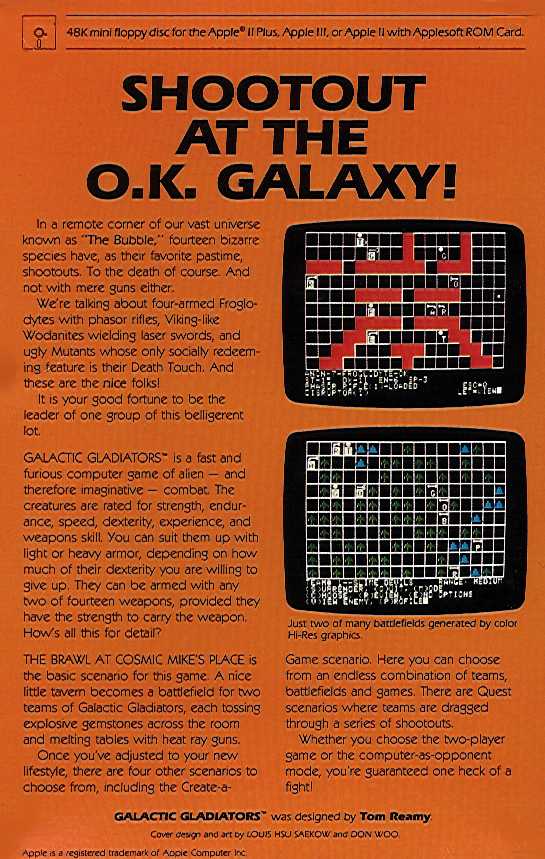 48K mini floppy disc for the Apple® II Plus, Apple III, or Apple II with Applesoft ROM Card.
SHOOTOUT
AT THE
O.K. GALAXY!
In a remote corner of our vast universe
known as "The Bubble," fourteen bizarre
species have, as their favorite pastime,
shootouts. To the death of course. And
not with mere guns either.
We're talking about four-armed Froglo-
dytes with phasor rifles, Viking-like
Wodanites wielding laser swords, and
ugly Mutants whose only socially redeem-
ing feature is their Death Touch. And
these are the nice folks!
It is your good fortune to be the
leader of one group of this belligerent
lot.
GALACTIC GLADIATORS™ is a fast and
furious computer game of alien — and
therefore imaginative — combat. The
creatures are rated for strength, endur-
ance, speed, dexterity, experience, and
weapons skill. You can suit them up with
light or heavy armor, depending on how
much of their dexterity you are willing to
give up. They can be armed with any
two of fourteen weapons, provided they
have the strength to carry the weapon.
How's all this for detail?
THE BRAWL AT COSMIC MIKE'S PLACE is
the basic scenario for this game. A nice
little tavern becomes a battlefield for two
teams of Galactic Gladiators, each tossing
explosive gemstones across the room
and melting tables with heat ray guns.
Once you've adjusted to your new
lifestyle, there are four other scenarios to
choose from, including the Create-a-
Just two of many battlefields generated by color
Hi-Res graphics.
Game scenario. Here you can choose
from an endless combination of teams,
battlefields and games. There are Quest
scenarios where teams are dragged
through a series of shootouts.
Whether you choose the two-player
game or the computer-as-opponent
mode, you're guaranteed one heck of a
fight!
GALACTIC GLADIATORS™ was designed by Tom Reamy.
Cover design and art by LOUIS HSU SAEKOW and DON WOO.
Apple is a registered trademark of Apple Computer Inc.